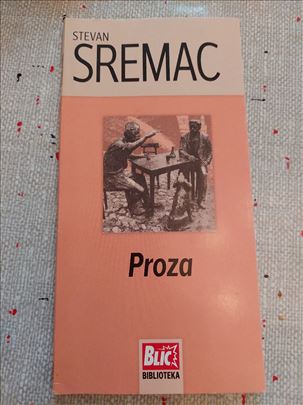 STEVAN
SREMAC
Proza
BLIC
BIBLIOTEKA